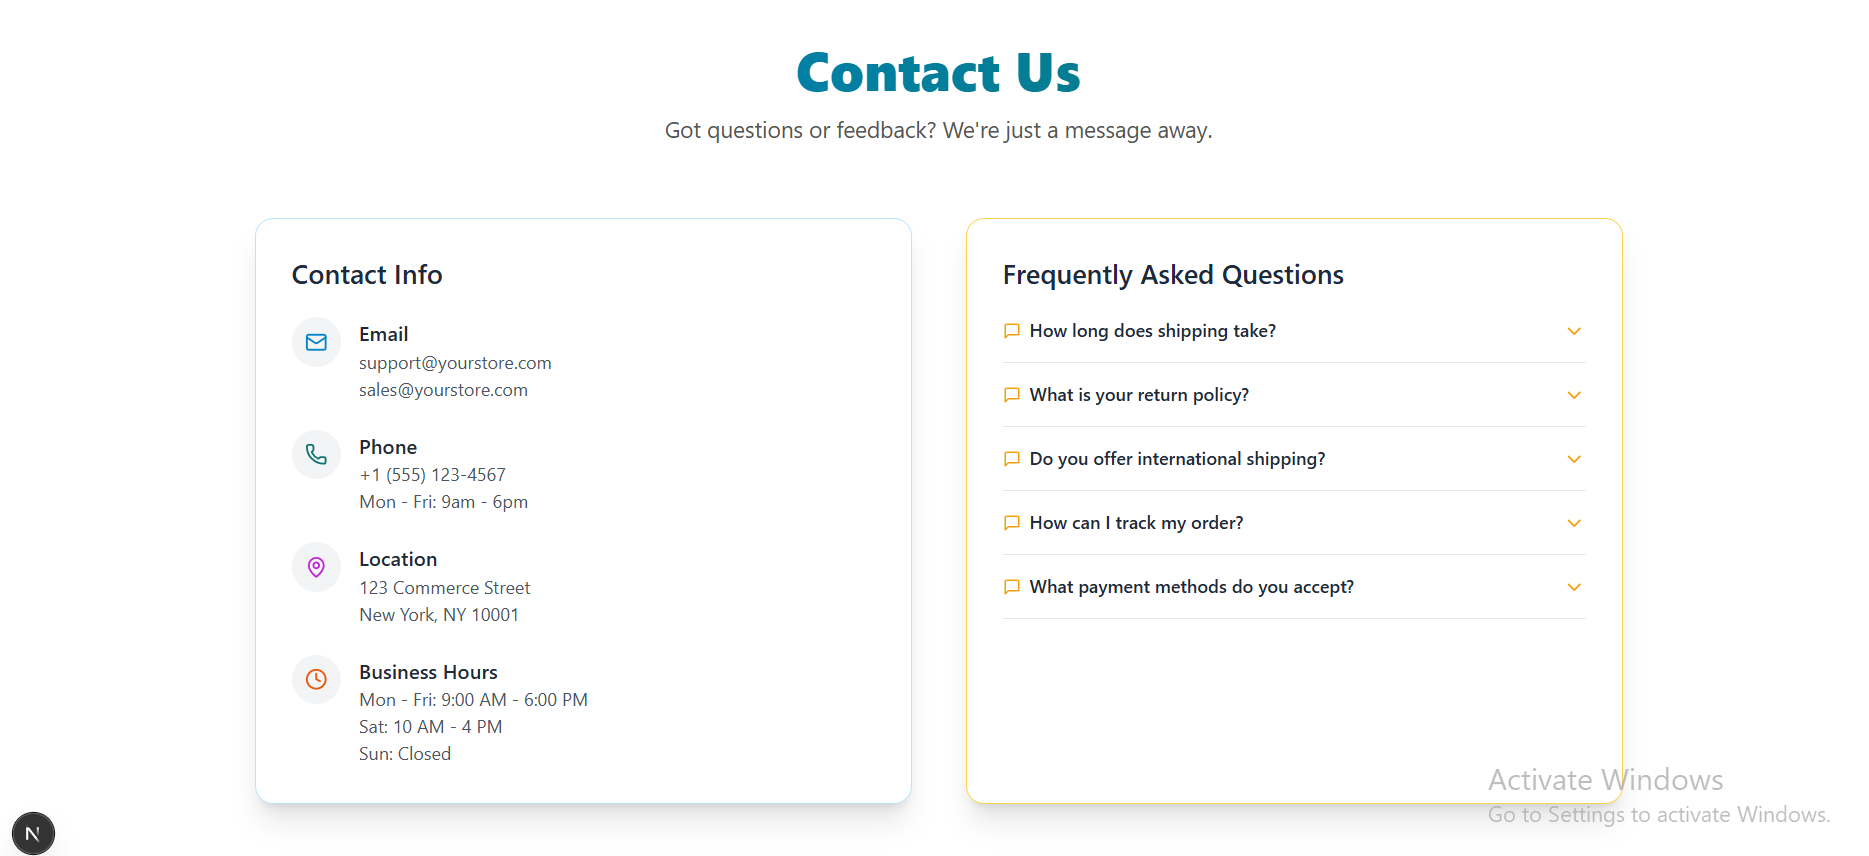 Contact Us
Got questions or feedback? We're just a message away.
Contact Info
Email
support@yourstore.com
sales@yourstore.com
Phone
+1 (555) 123-4567
Mon - Fri: 9am - 6pm
Location
123 Commerce Street
New York, NY 10001
Business Hours
Mon - Fri: 9:00 AM - 6:00 PM
Sat: 10 AM - 4 PM
Sun: Closed
Frequently Asked Questions
How long does shipping take?
What is your return policy?
Do you offer international shipping?
How can I track my order?
What payment methods do you accept?
Activate Windows
Go to Settings to activate Windows.
N